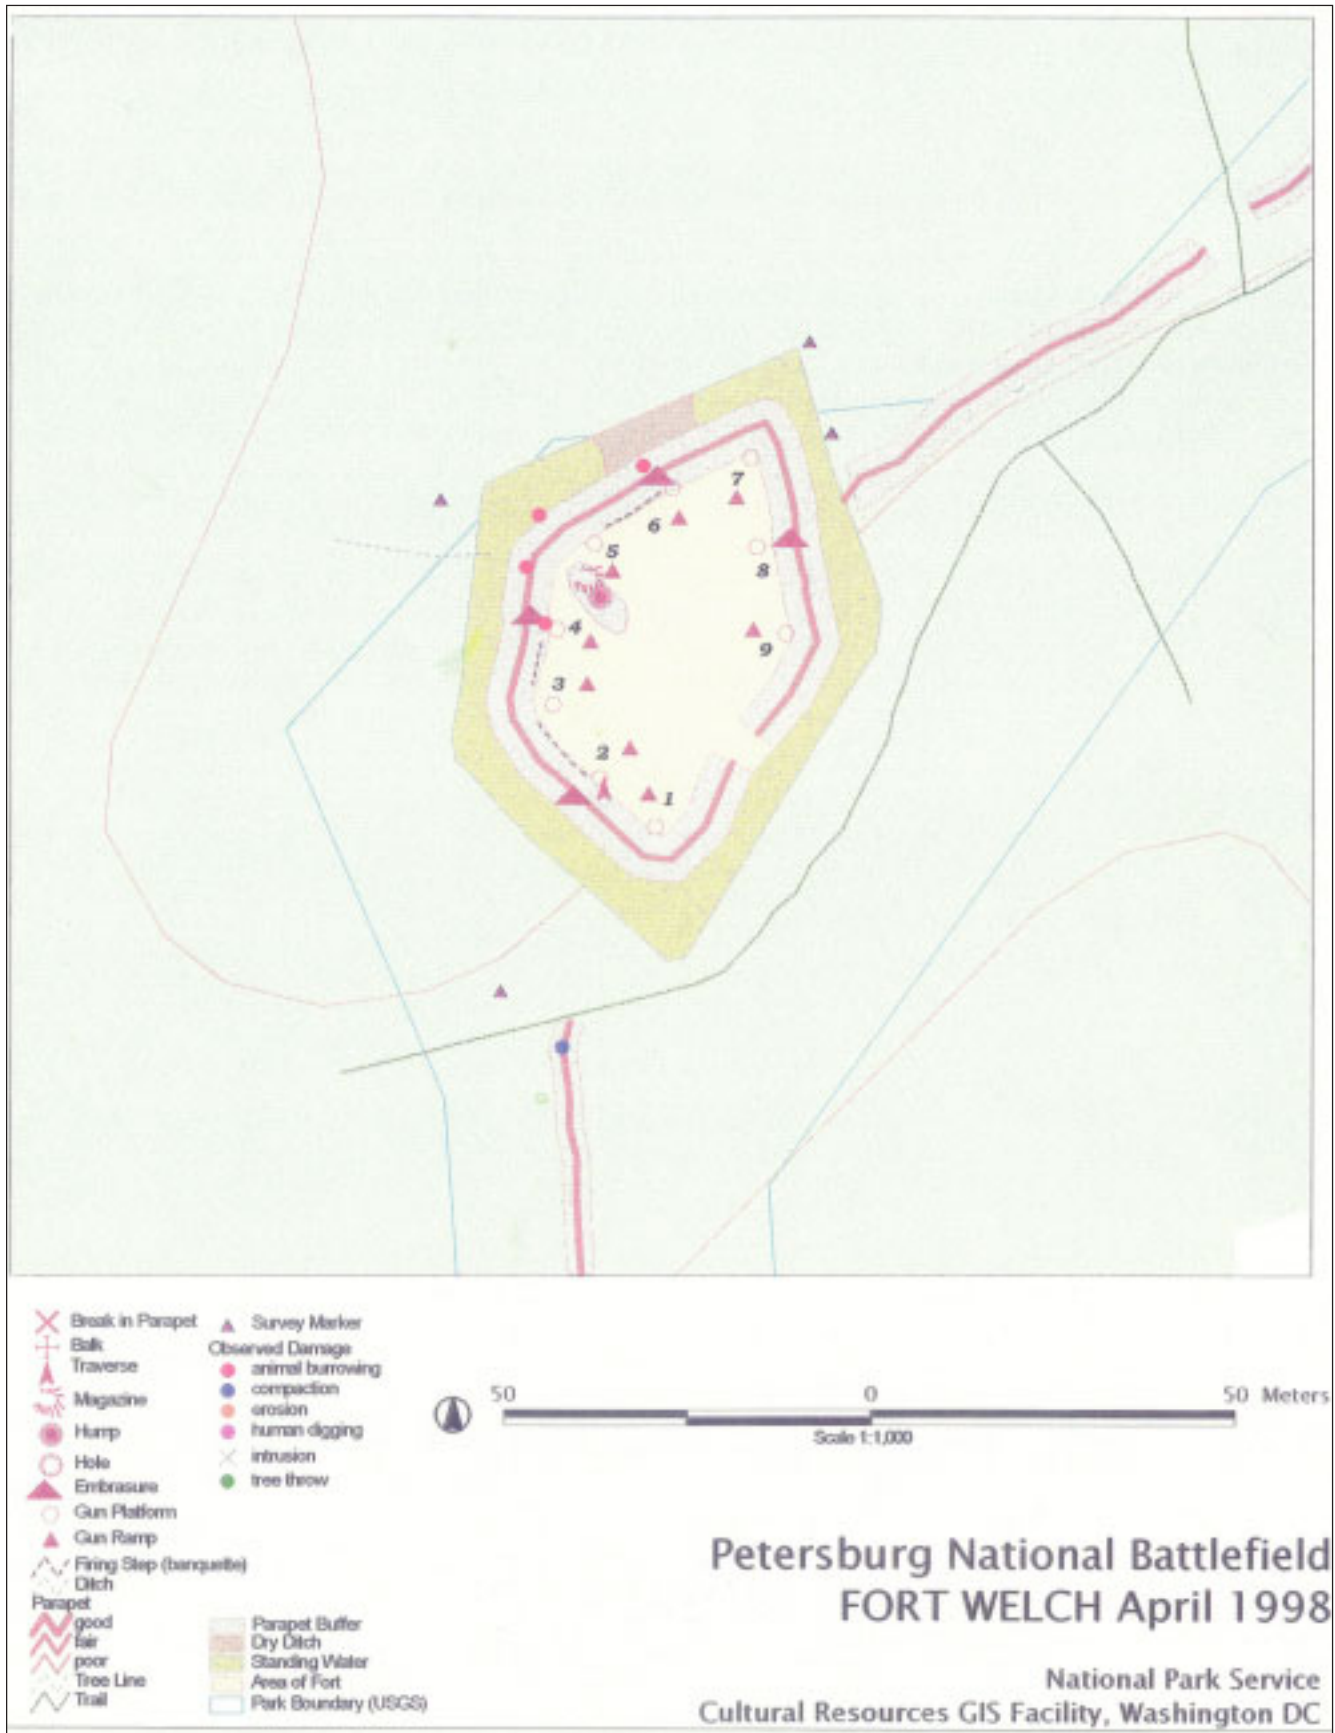 7
6
5
8
4
9
3
2
1
Break in Parapet
Balk
Traverse
Magazine
Hump
Hole
Embrasure
Gun Platform
Gun Ramp
Firing Step (banquette)
Ditch
Parapet
good
fair
poor
Tree Line
Trail
Survey Marker
Observed Damage
animal burrowing
compaction
erosion
human digging
intrusion
tree throw
Parapet Buffer
Dry Ditch
Standing Water
Area of Fort
Park Boundary (USGS)
50 0 50 Meters
Scale 1:1,000
Petersburg National Battlefield
FORT WELCH April 1998
National Park Service
Cultural Resources GIS Facility, Washington DC